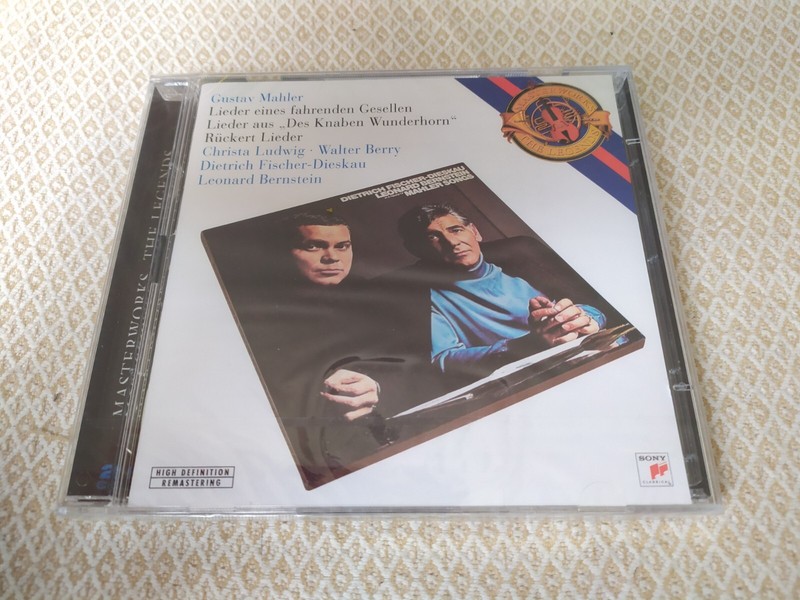 Gustav Mahler
Lieder eines fahrenden Gesellen
Lieder aus „Des Knaben Wunderhorn“
Rückert Lieder
Christa Ludwig · Walter Berry
Dietrich Fischer-Dieskau
Leonard Bernstein
DIETRICH FISCHER-DIESKAU
LEONARD BERNSTEIN
MAHLER SONGS
MASTERWORKS THE LEGENDS
HIGH DEFINITION
REMASTERING
SONY
CLASSICAL